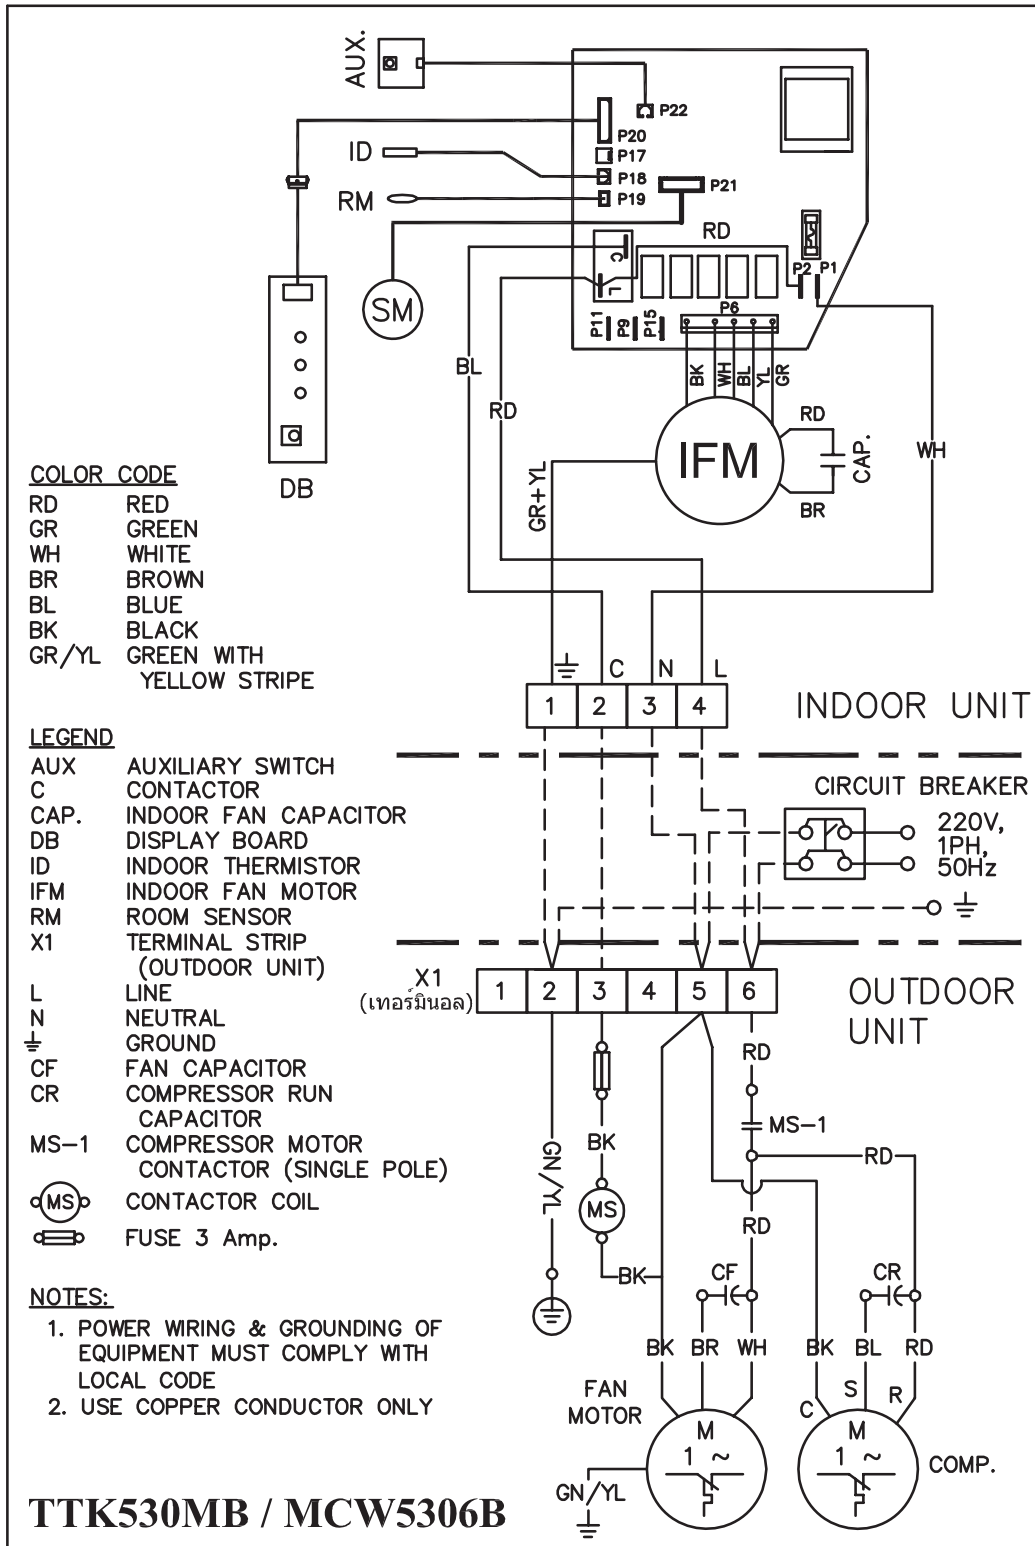 AUX.
P22
P20
P17
ID
P18
P21
RM
P19
RD
C
P2 P1
L
SM
P11
P9
P15
P6
BL
BK
WH
BL
YL
GR
RD
RD
IFM
CAP.
WH
GR+YL
BR
DB
COLOR CODE
RD RED
GR GREEN
WH WHITE
BR BROWN
BL BLUE
BK BLACK
GR/YL GREEN WITH
YELLOW STRIPE
C N L
1 2 3 4
INDOOR UNIT
LEGEND
AUX AUXILIARY SWITCH
C CONTACTOR
CAP. INDOOR FAN CAPACITOR
DB DISPLAY BOARD
ID INDOOR THERMISTOR
IFM INDOOR FAN MOTOR
RM ROOM SENSOR
X1 TERMINAL STRIP
(OUTDOOR UNIT)
L LINE
N NEUTRAL
GROUND
CF FAN CAPACITOR
CR COMPRESSOR RUN
CAPACITOR
MS-1 COMPRESSOR MOTOR
CONTACTOR (SINGLE POLE)
MS CONTACTOR COIL
FUSE 3 Amp.
CIRCUIT BREAKER
220V,
1PH,
50Hz
X1
(เทอร์มินอล)
1 2 3 4 5 6
OUTDOOR
UNIT
RD
MS-1
BK
RD
GN/YL
MS
RD
BK
CF
CR
BK BR WH BK BL RD
FAN
MOTOR
C S R
M
1 ~
M
1 ~
COMP.
GN/YL
NOTES:
1. POWER WIRING & GROUNDING OF
EQUIPMENT MUST COMPLY WITH
LOCAL CODE
2. USE COPPER CONDUCTOR ONLY
TTK530MB / MCW5306B